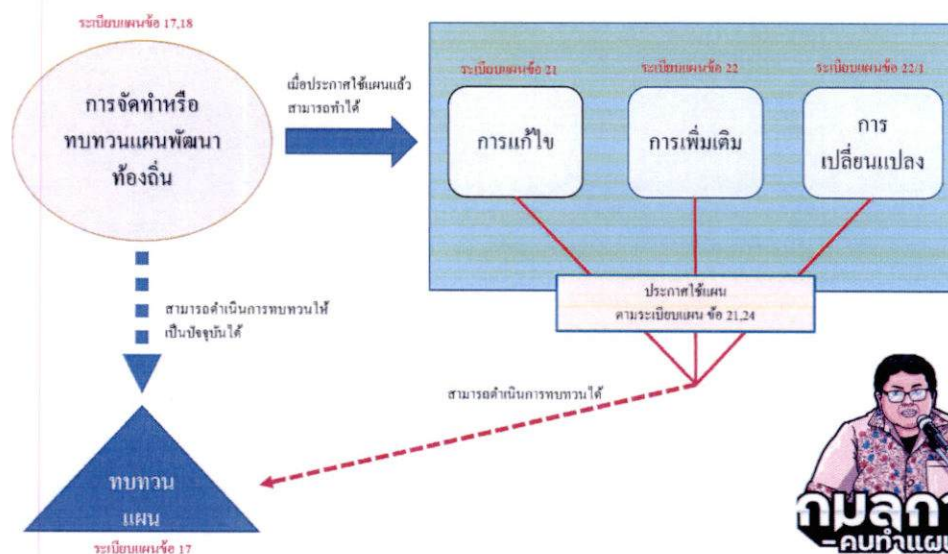 ระเบียบแผนข้อ 17,18
การจัดทำหรือ
ทบทวนแผนพัฒนา
ท้องถิ่น
เมื่อประกาศใช้แผนแล้ว
สามารถทำได้
ระเบียบแผนข้อ 21
ระเบียบแผนข้อ 22
ระเบียบแผนข้อ 22/1
การแก้ไข
การเพิ่มเติม
การ
เปลี่ยนแปลง
ประกาศใช้แผน
ตามระเบียบแผน ข้อ 21,24
สามารถดำเนินการทบทวนให้
เป็นปัจจุบันได้
สามารถดำเนินการทบทวนได้
ทบทวน
แผน
ระเบียบแผนข้อ 17
-คนทำแผน